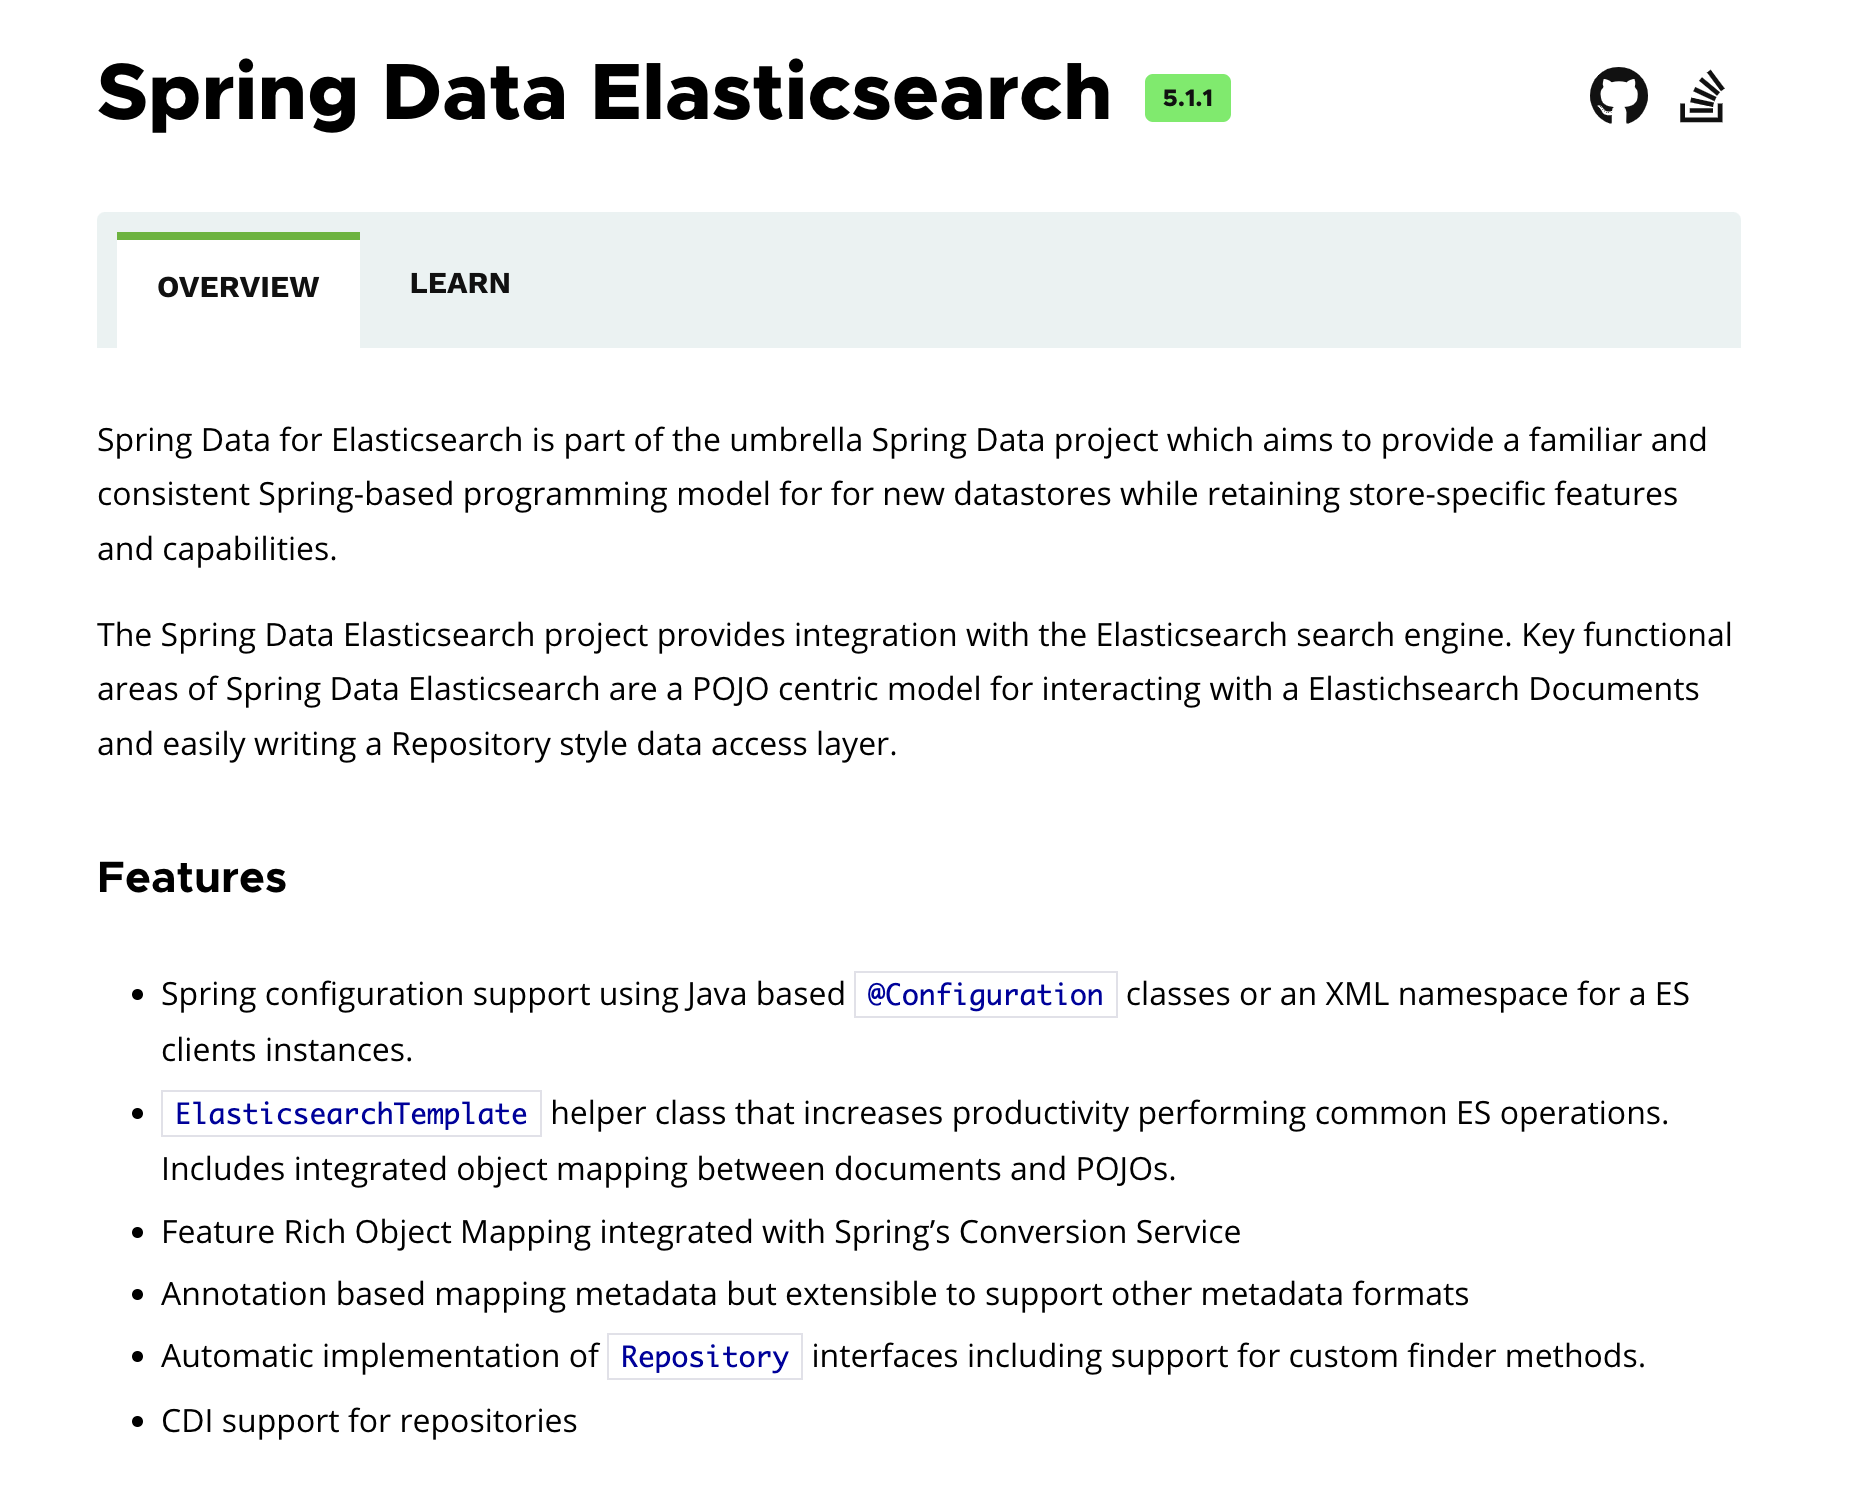 Spring Data Elasticsearch 5.1.1
OVERVIEW LEARN
Spring Data for Elasticsearch is part of the umbrella Spring Data project which aims to provide a familiar and
consistent Spring-based programming model for for new datastores while retaining store-specific features
and capabilities.
The Spring Data Elasticsearch project provides integration with the Elasticsearch search engine. Key functional
areas of Spring Data Elasticsearch are a POJO centric model for interacting with a Elastichsearch Documents
and easily writing a Repository style data access layer.
Features
• Spring configuration support using Java based @Configuration classes or an XML namespace for a ES
clients instances.
• ElasticsearchTemplate helper class that increases productivity performing common ES operations.
Includes integrated object mapping between documents and POJOs.
• Feature Rich Object Mapping integrated with Spring’s Conversion Service
• Annotation based mapping metadata but extensible to support other metadata formats
• Automatic implementation of Repository interfaces including support for custom finder methods.
• CDI support for repositories